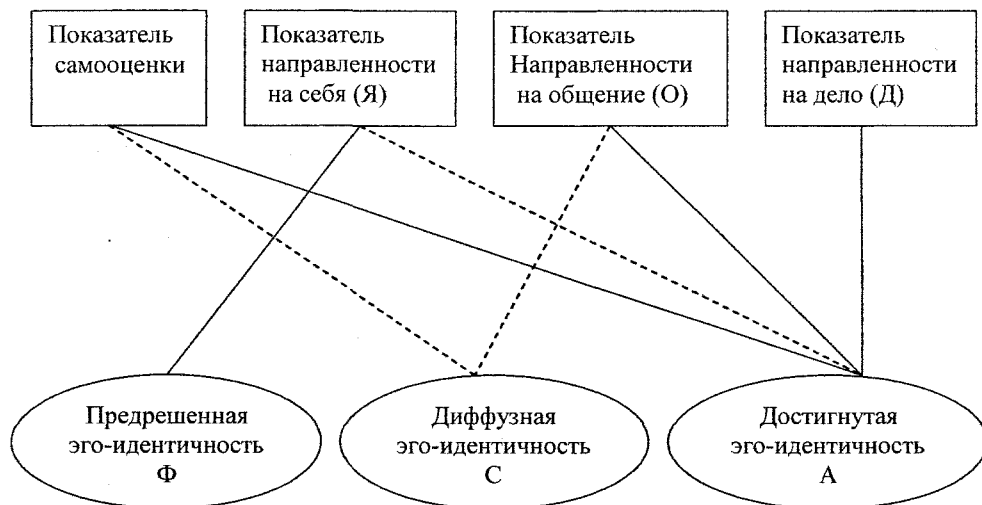 Показатель
самооценки
Показатель
направленности
на себя (Я)
Показатель
Направленности
на общение (О)
Показатель
направленности
на дело (Д)
Предрешенная
эго-идентичность
Ф
Диффузная
эго-идентичность
С
Достигнутая
эго-идентичность
А